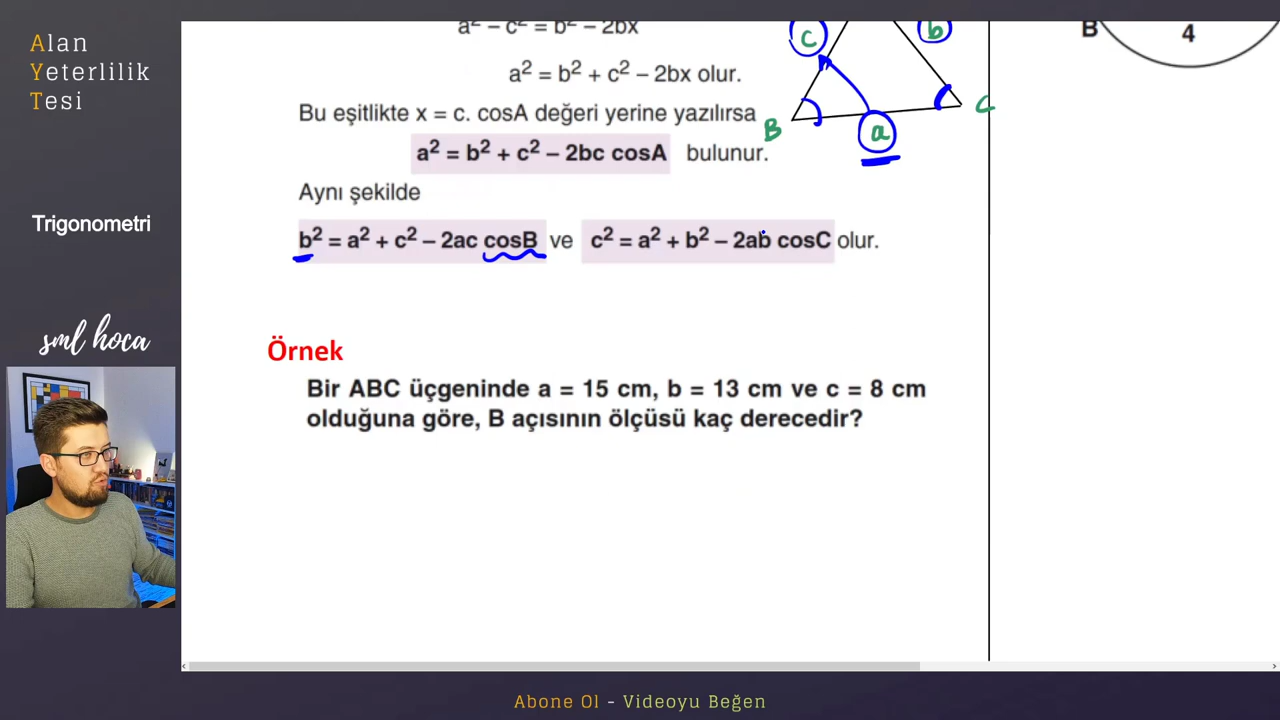 Alan
Yeterlilik
Tesi
Trigonometri
sml hoca
a² – c² = b² – 2bx
a² = b² + c² – 2bx olur.
Bu eşitlikte x = c. cosA değeri yerine yazılırsa
a² = b² + c² – 2bc cosA bulunur.
Aynı şekilde
b² = a² + c² – 2ac cosB ve c² = a² + b² – 2ab cosC olur.
c
b
B
a
C
B
4
Örnek
Bir ABC üçgeninde a = 15 cm, b = 13 cm ve c = 8 cm
olduğuna göre, B açısının ölçüsü kaç derecedir?
Abone Ol - Videoyu Beğen